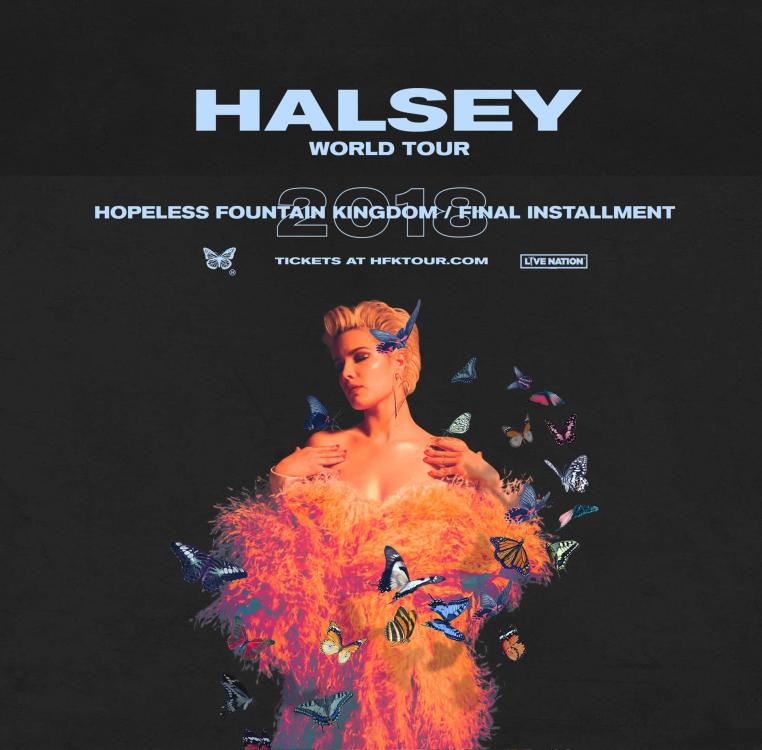 HALSEY
WORLD TOUR
2018
HOPELESS FOUNTAIN KINGDOM / FINAL INSTALLMENT
TICKETS AT HFKTOUR.COM
LIVE NATION